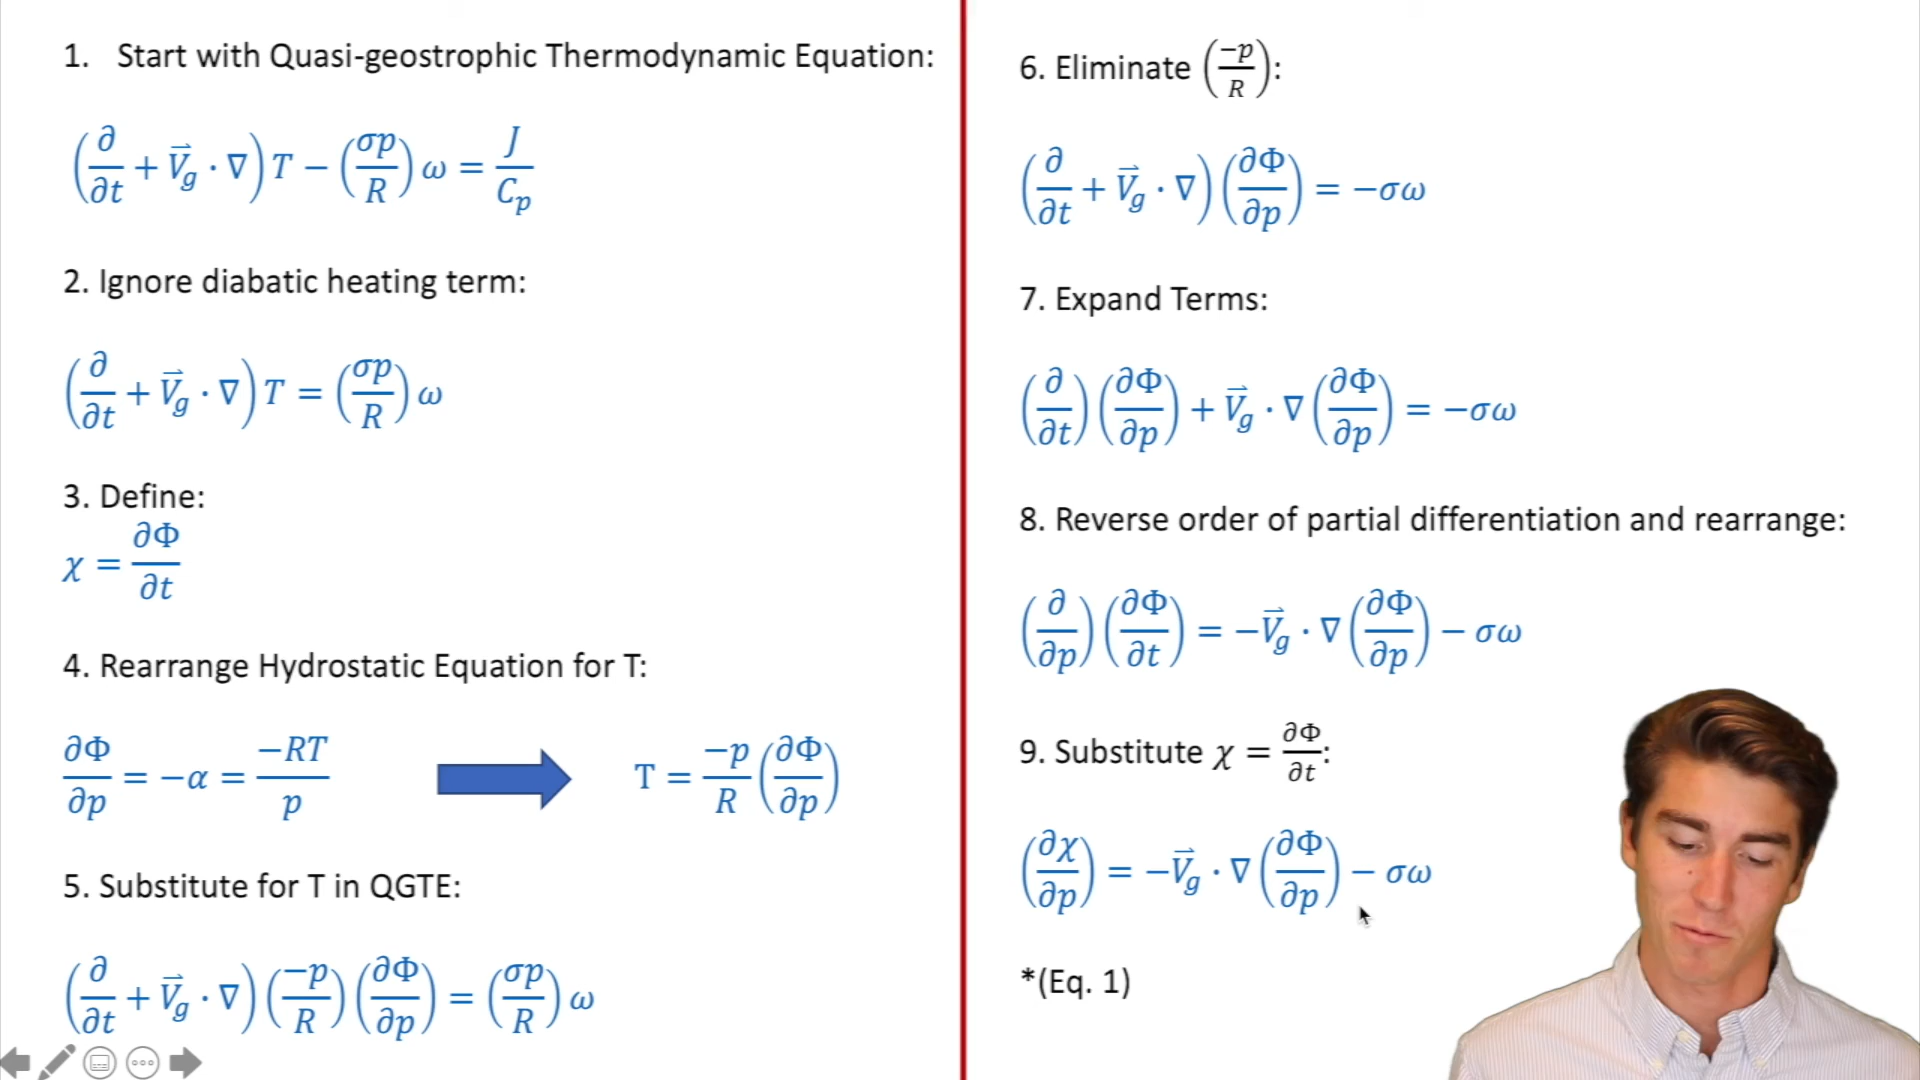 1. Start with Quasi-geostrophic Thermodynamic Equation:
(∂/∂t + V⃗g · ∇) T − (σp/R) ω = J/Cp
2. Ignore diabatic heating term:
(∂/∂t + V⃗g · ∇) T = (σp/R) ω
3. Define:
χ = ∂Φ/∂t
4. Rearrange Hydrostatic Equation for T:
∂Φ/∂p = −α = −RT/p T = −p/R (∂Φ/∂p)
5. Substitute for T in QGTE:
(∂/∂t + V⃗g · ∇) (−p/R) (∂Φ/∂p) = (σp/R) ω
6. Eliminate (−p/R):
(∂/∂t + V⃗g · ∇) (∂Φ/∂p) = −σω
7. Expand Terms:
(∂/∂t) (∂Φ/∂p) + V⃗g · ∇ (∂Φ/∂p) = −σω
8. Reverse order of partial differentiation and rearrange:
(∂/∂p) (∂Φ/∂t) = −V⃗g · ∇ (∂Φ/∂p) − σω
9. Substitute χ = ∂Φ/∂t:
(∂χ/∂p) = −V⃗g · ∇ (∂Φ/∂p) − σω
*(Eq. 1)